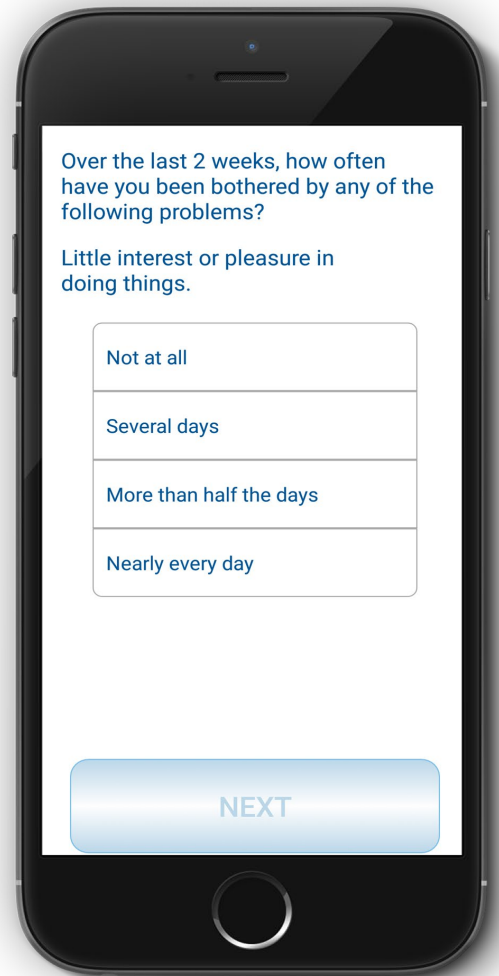 Over the last 2 weeks, how often
have you been bothered by any of the
following problems?
Little interest or pleasure in
doing things.
Not at all
Several days
More than half the days
Nearly every day
NEXT